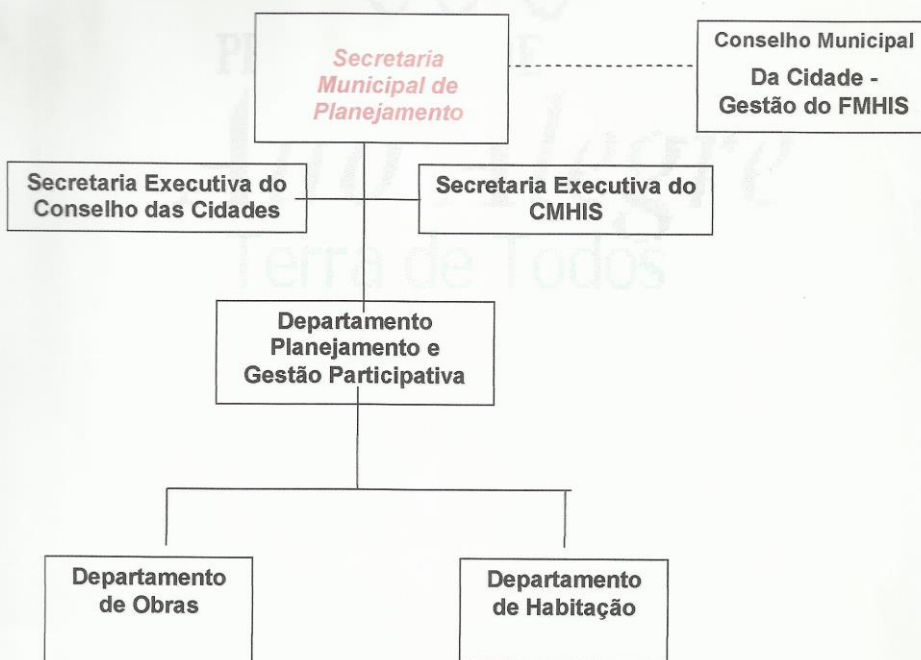 Secretaria
Municipal de
Planejamento
Conselho Municipal
Da Cidade -
Gestão do FMHIS
Secretaria Executiva do
Conselho das Cidades
Secretaria Executiva do
CMHIS
Terra de Todos
Departamento
Planejamento e
Gestão Participativa
Departamento
de Obras
Departamento
de Habitação